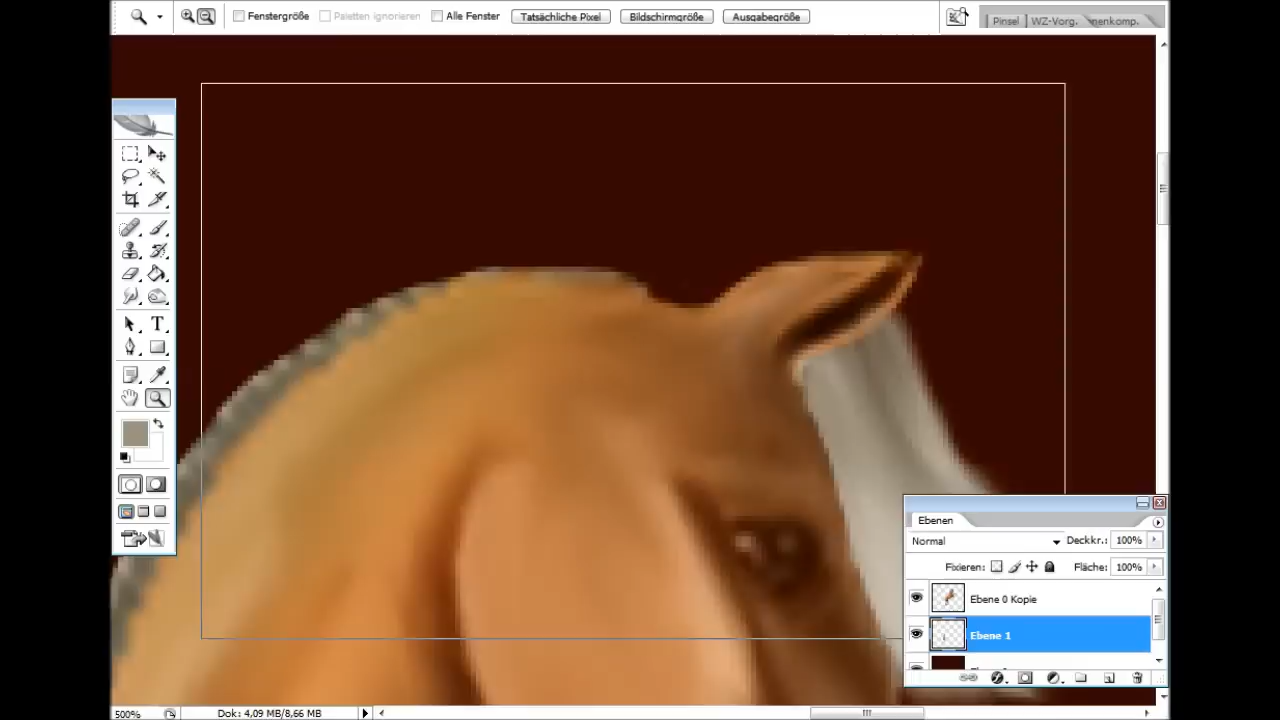 Fenstergröße Paletten ignorieren Alle Fenster Tatsächliche Pixel Bildschirmgröße Ausgabegröße Pinsel WZ-Vorg. nenkomp.
Ebenen
Normal Deckkr.: 100%
Fixieren: Fläche: 100%
Ebene 0 Kopie
Ebene 1
500% Dok: 4,09 MB/8,66 MB